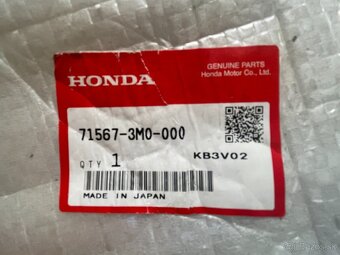 GENUINE PARTS
Honda Motor Co., Ltd.
HONDA
71567-3M0-000
QTY 1
KB3V02
MADE IN JAPAN